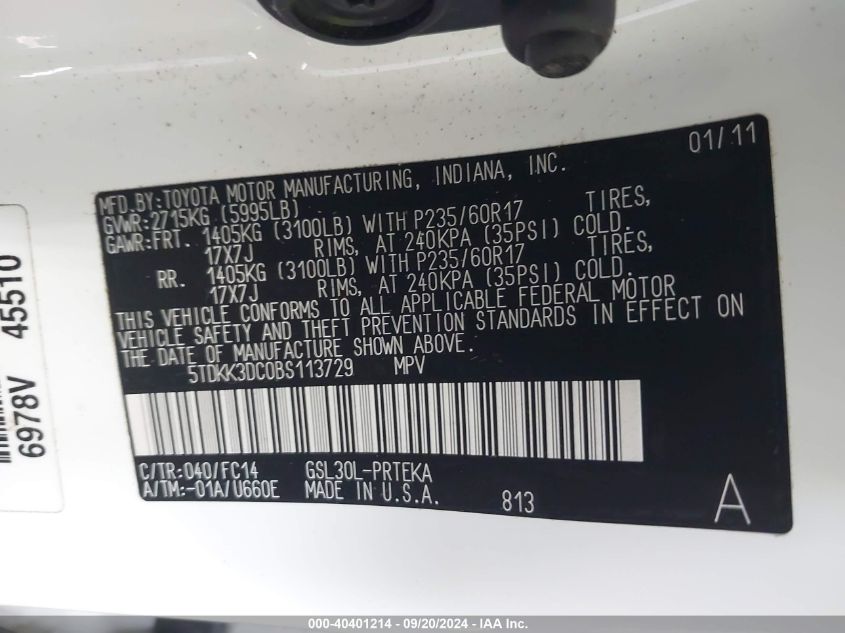 01/11
MFD.BY:TOYOTA MOTOR MANUFACTURING, INDIANA, INC.
GVWR:2715KG (5995LB)
GAWR:FRT. 1405KG (3100LB) WITH P235/60R17 TIRES,
17X7J RIMS, AT 240KPA (35PSI) COLD.
RR. 1405KG (3100LB) WITH P235/60R17 TIRES,
17X7J RIMS, AT 240KPA (35PSI) COLD.
THIS VEHICLE CONFORMS TO ALL APPLICABLE FEDERAL MOTOR
VEHICLE SAFETY AND THEFT PREVENTION STANDARDS IN EFFECT ON
THE DATE OF MANUFACTURE SHOWN ABOVE.
5TDKK3DC0BS113729 MPV
C/TR:040/FC14 GSL30L-PRTEKA
A/TM:-01A/U660E MADE IN U.S.A. 813
A
6978V 45510
000-40401214 - 09/20/2024 - IAA Inc.